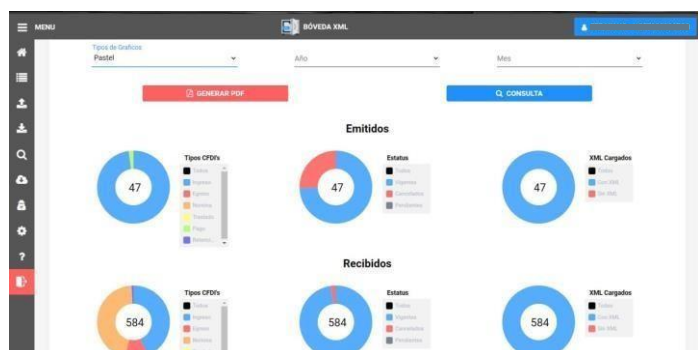 MENU
BÓVEDA XML
Tipos de Graficos
Pastel
Año
Mes
GENERAR PDF
CONSULTA
Emitidos
47
Tipos CFDI's
Todos
Ingreso
Egreso
Nomina
Traslado
Pago
47
Estatus
Todos
Vigentes
Cancelados
Pendientes
47
XML Cargados
Todos
Con XML
Sin XML
Recibidos
584
Tipos CFDI's
Todos
Ingreso
Egreso
Nomina
584
Estatus
Todos
Vigentes
Cancelados
Pendientes
584
XML Cargados
Todos
Con XML
Sin XML